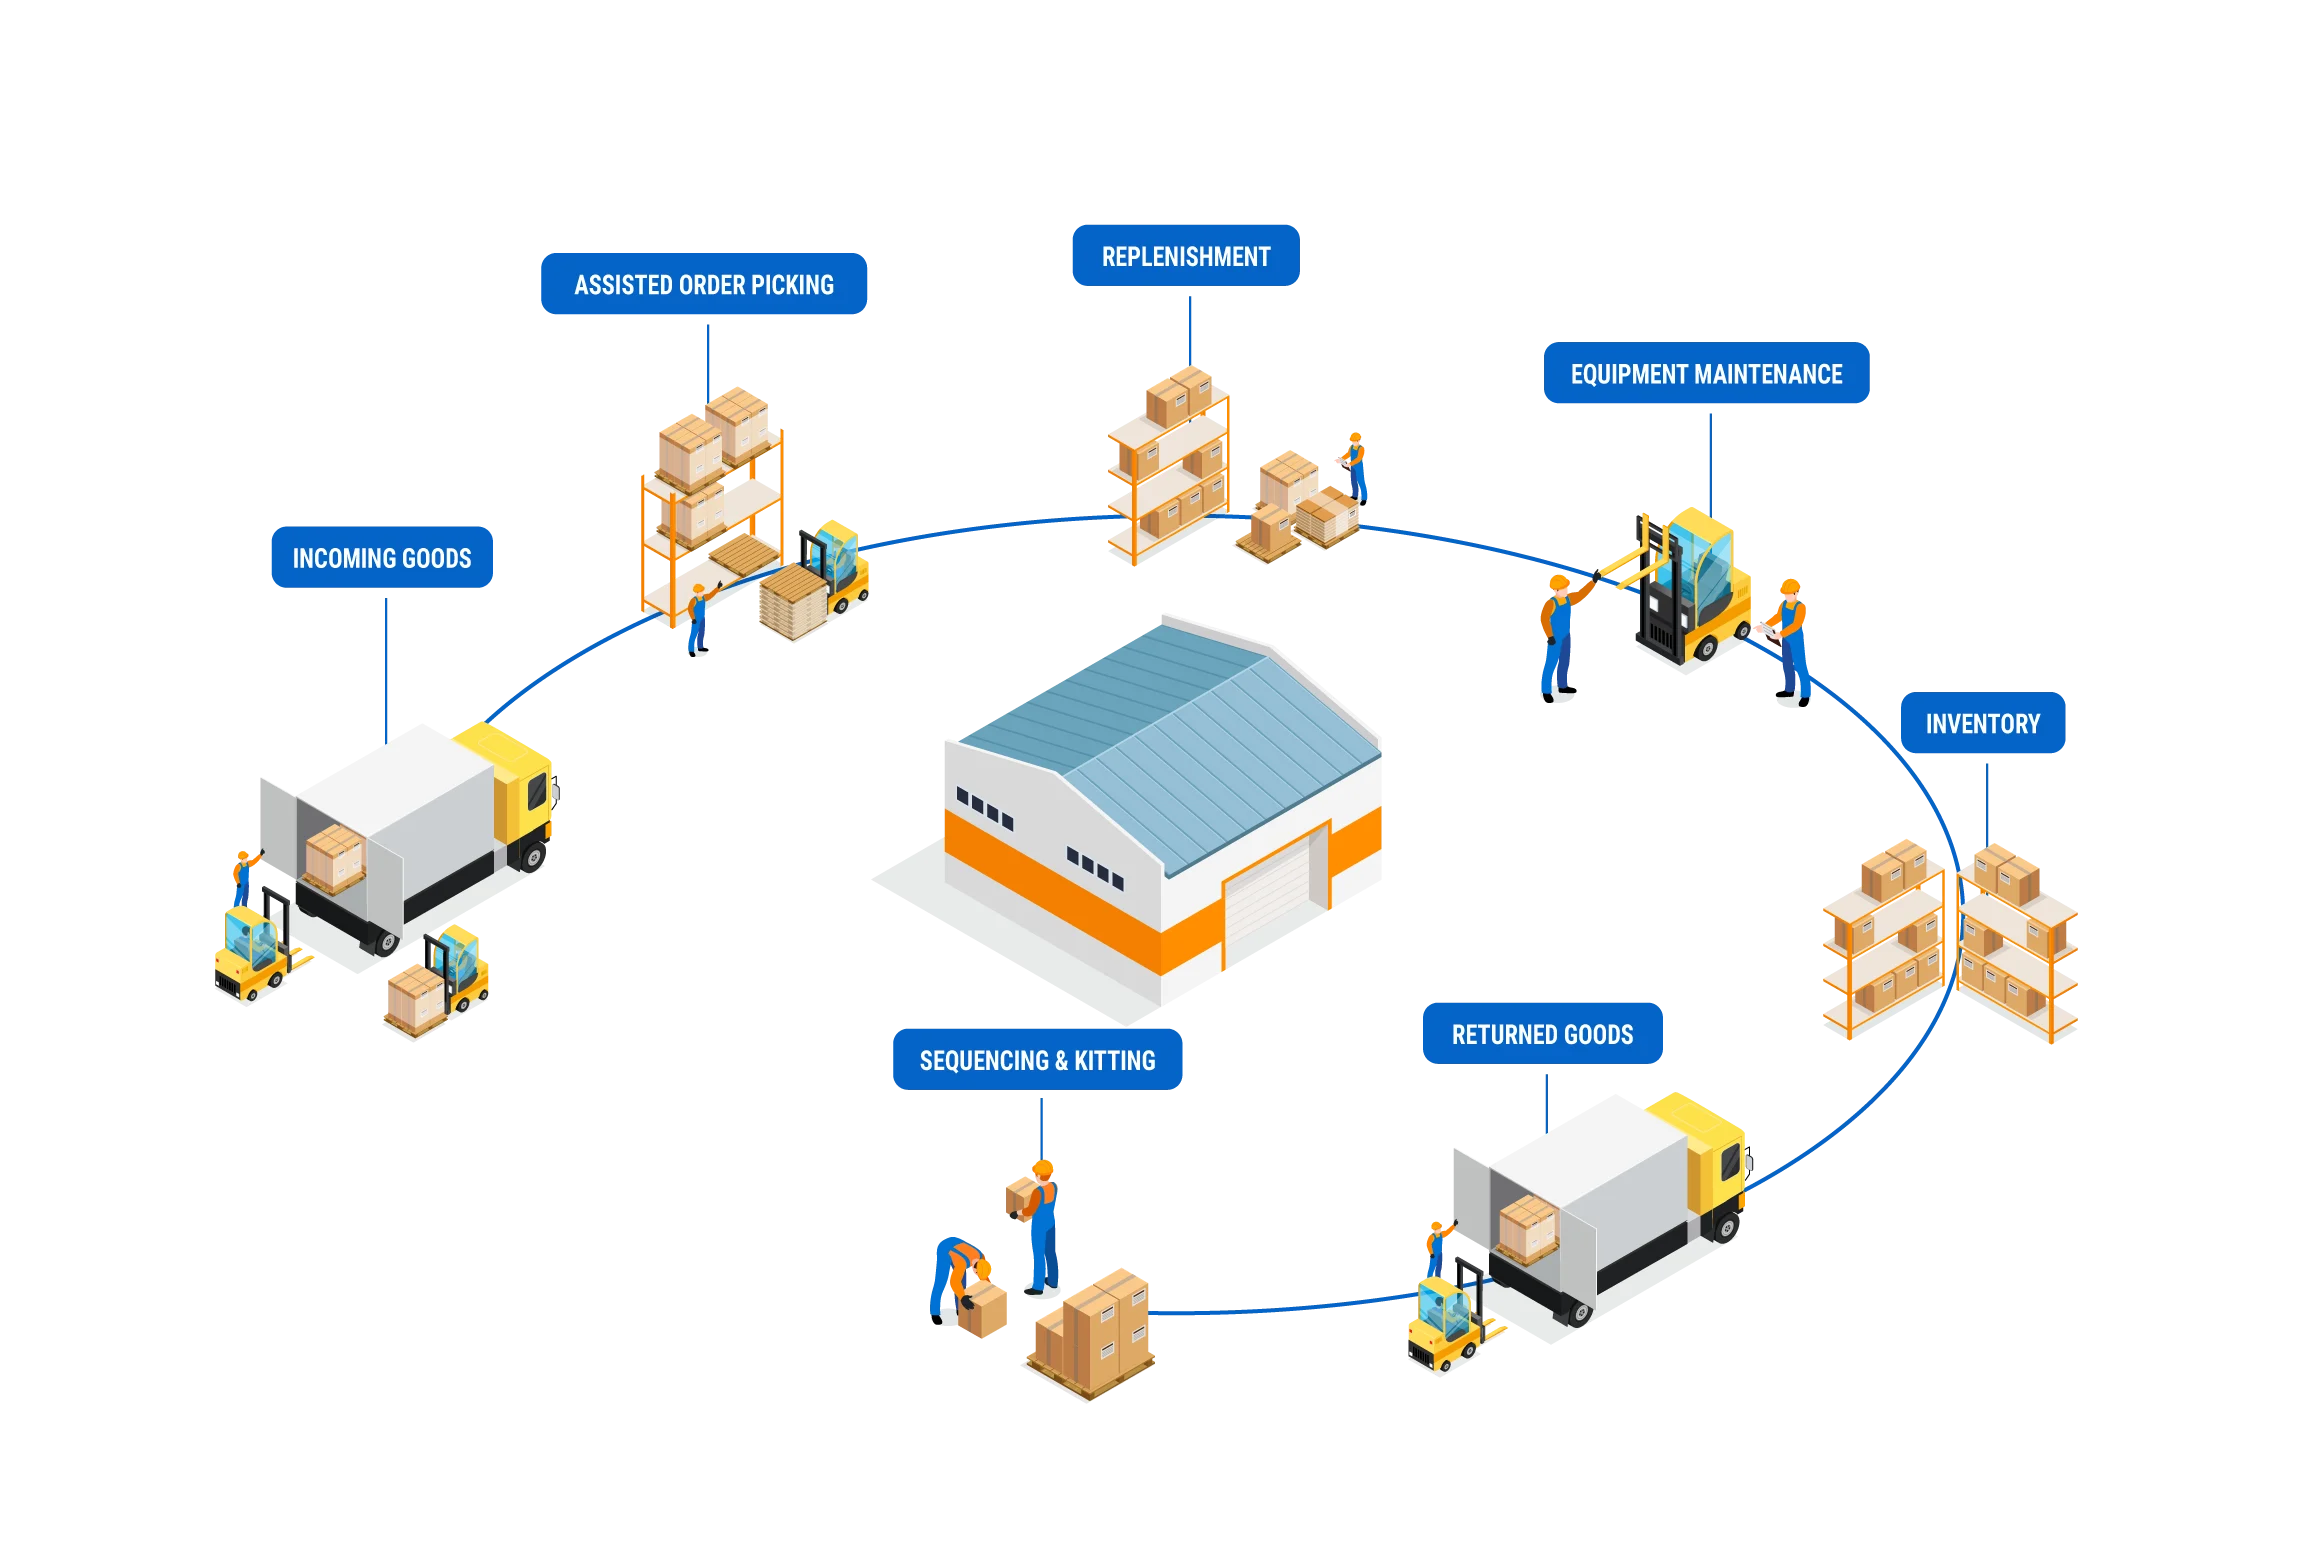 REPLENISHMENT
ASSISTED ORDER PICKING
EQUIPMENT MAINTENANCE
INCOMING GOODS
INVENTORY
RETURNED GOODS
SEQUENCING & KITTING